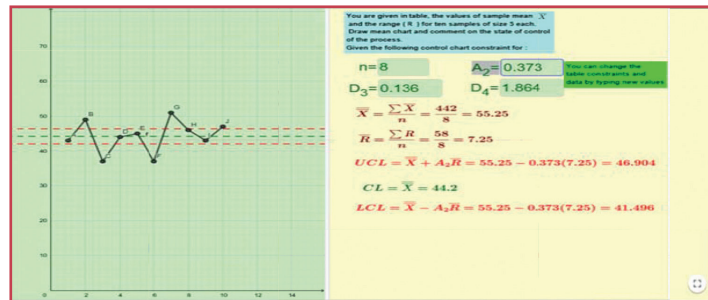 You are given in table, the values of sample mean X
and the range ( R ) for ten samples of size 5 each.
Draw mean chart and comment on the state of control
of the process.
Given the following control chart constraint for :
n= 8
A₂= 0.373
You can change the
table constraints and
data by typing new values
D₃= 0.136
D₄= 1.864
X̿ = ∑X̅ / n = 442 / 8 = 55.25
R̅ = ∑R / n = 58 / 8 = 7.25
UCL = X̿ + A₂R̅ = 55.25 − 0.373(7.25) = 46.904
CL = X̿ = 44.2
LCL = X̿ − A₂R̅ = 55.25 − 0.373(7.25) = 41.496
70
60
50
40
30
20
10
0
2
4
6
8
10
12
14
B
C
D
E
F
G
H
J